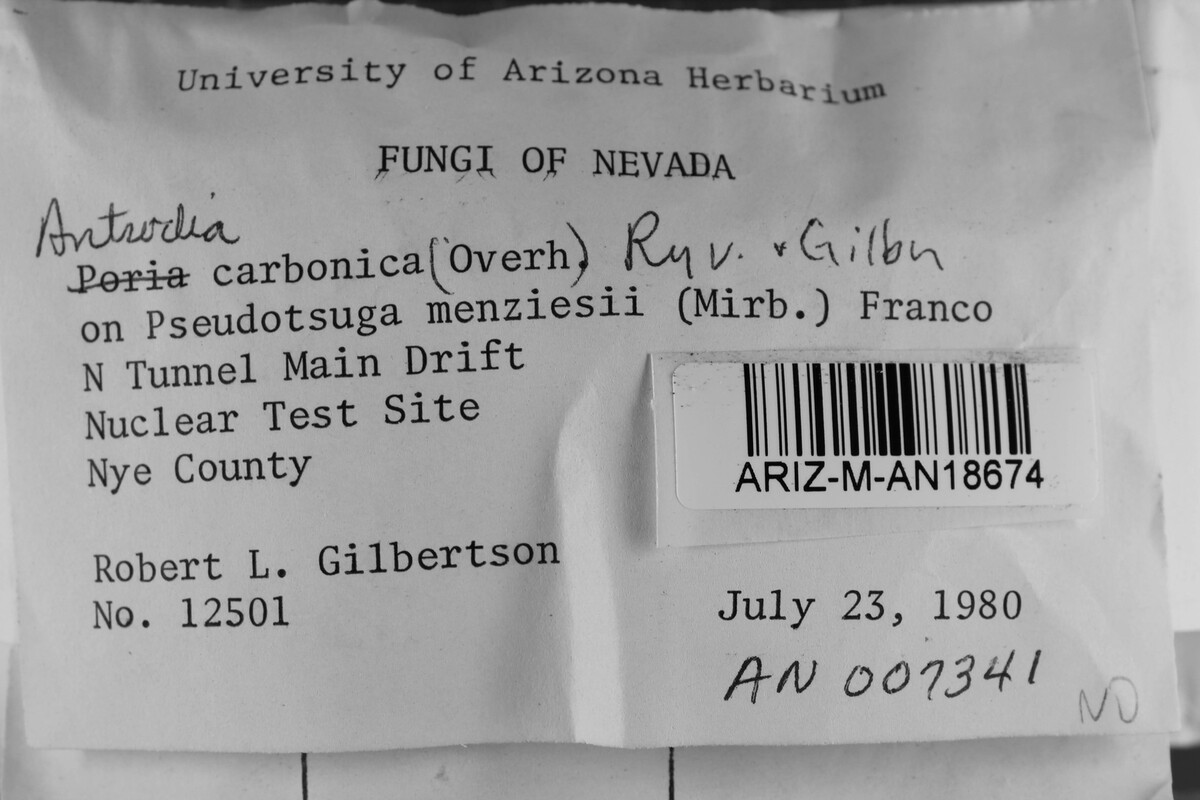 University of Arizona Herbarium
FUNGI OF NEVADA
Antrodia
Poria carbonica (Overh) Ryv. & Gilbn
on Pseudotsuga menziesii (Mirb.) Franco
N Tunnel Main Drift
Nuclear Test Site
Nye County
ARIZ-M-AN18674
Robert L. Gilbertson
No. 12501
July 23, 1980
AN 007341
ND